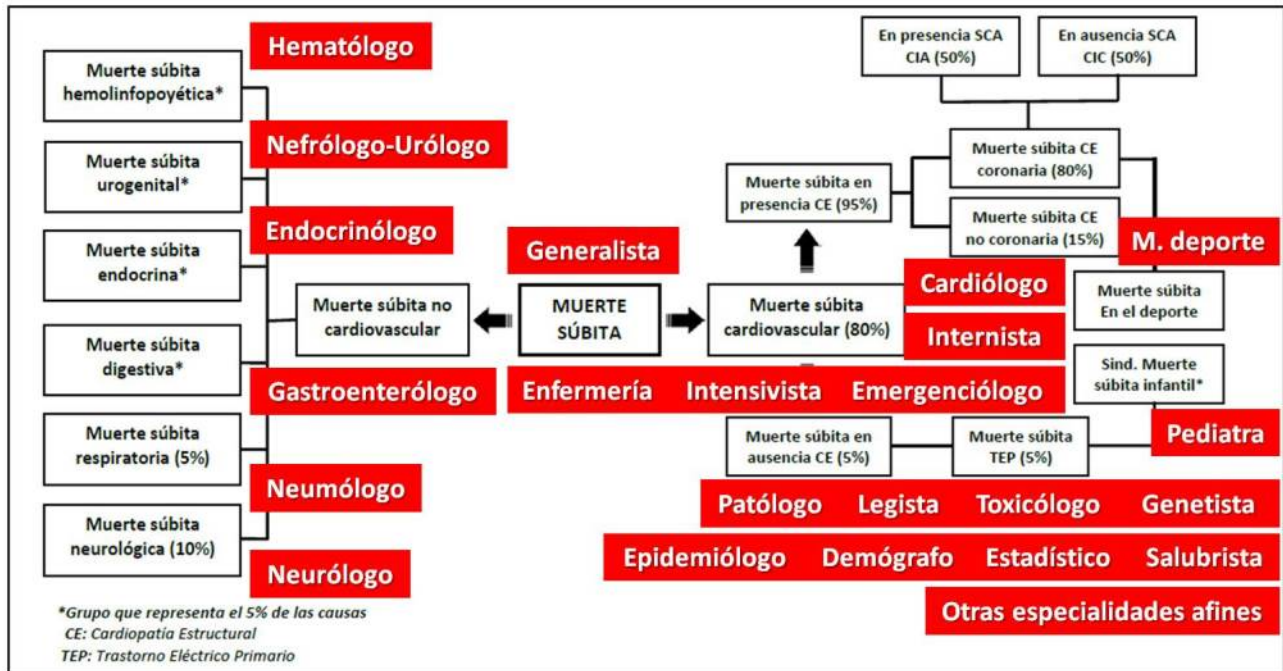 Hematólogo
Muerte súbita
hemolinfopoyética*
Nefrólogo-Urólogo
Muerte súbita
urogenital*
Endocrinólogo
Muerte súbita
endocrina*
Muerte súbita
digestiva*
Gastroenterólogo
Muerte súbita
respiratoria (5%)
Neumólogo
Muerte súbita
neurológica (10%)
Neurólogo
*Grupo que representa el 5% de las causas
CE: Cardiopatía Estructural
TEP: Trastorno Eléctrico Primario
Muerte súbita no
cardiovascular
Generalista
MUERTE
SÚBITA
Muerte súbita
cardiovascular (80%)
Cardiólogo
Internista
Enfermería Intensivista Emergenciólogo
En presencia SCA
CIA (50%)
En ausencia SCA
CIC (50%)
Muerte súbita en
presencia CE (95%)
Muerte súbita CE
coronaria (80%)
Muerte súbita CE
no coronaria (15%)
M. deporte
Muerte súbita
En el deporte
Sind. Muerte
súbita infantil*
Pediatra
Muerte súbita en
ausencia CE (5%)
Muerte súbita
TEP (5%)
Patólogo Legista Toxicólogo Genetista
Epidemiólogo Demógrafo Estadístico Salubrista
Otras especialidades afines